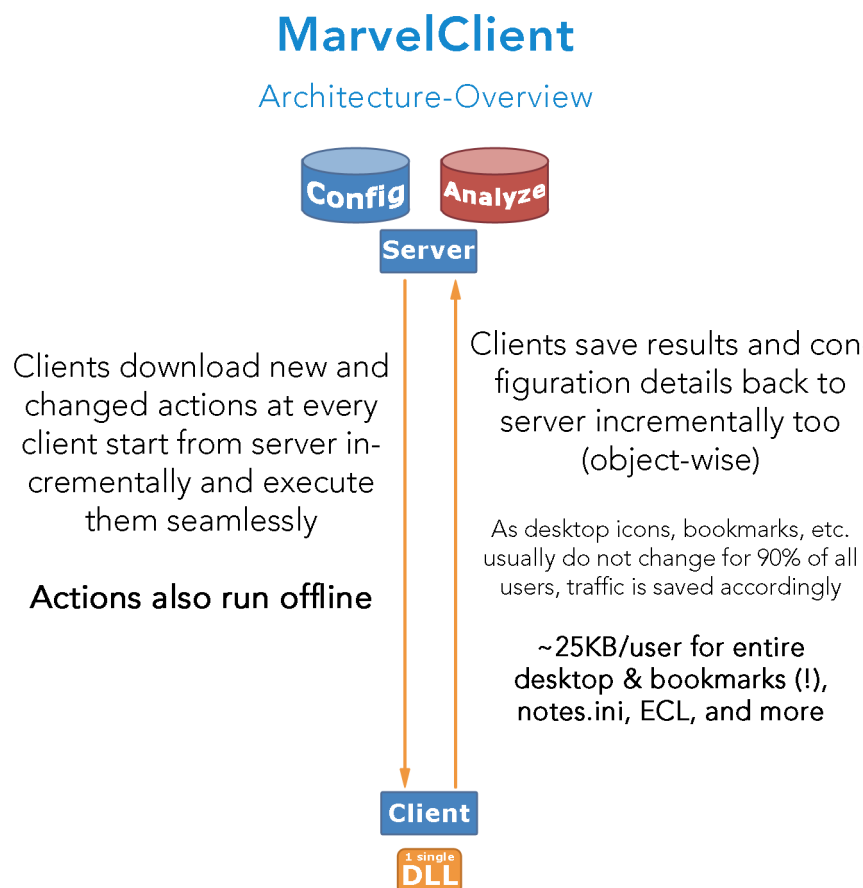 MarvelClient
Architecture-Overview
Config
Analyze
Server
Clients download new and
changed actions at every
client start from server in-
crementally and execute
them seamlessly
Actions also run offline
Clients save results and con
figuration details back to
server incrementally too
(object-wise)
As desktop icons, bookmarks, etc.
usually do not change for 90% of all
users, traffic is saved accordingly
~25KB/user for entire
desktop & bookmarks (!),
notes.ini, ECL, and more
Client
1 single
DLL